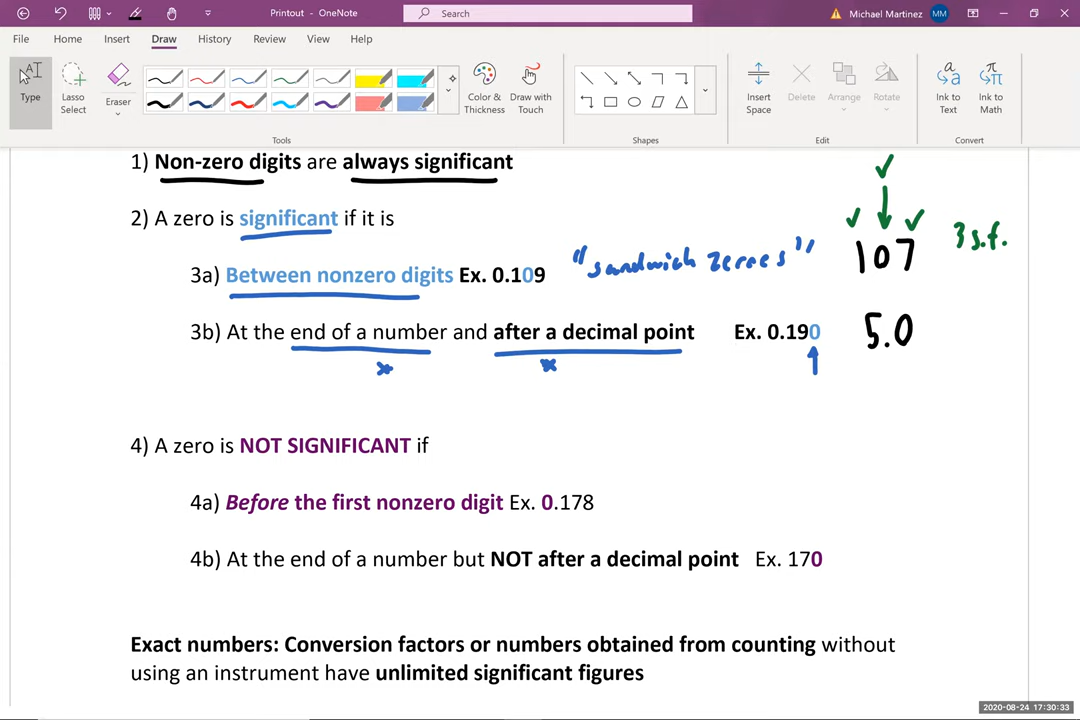 Printout - OneNote
Search
Michael Martinez
MM
File Home Insert Draw History Review View Help
Type
Lasso
Select
Eraser
Color &
Thickness
Draw with
Touch
Insert
Space
Delete
Arrange
Rotate
Ink to
Text
Ink to
Math
Tools
Shapes
Edit
Convert
1) Non-zero digits are always significant
2) A zero is significant if it is
3a) Between nonzero digits Ex. 0.109
"sandwich zeroes"
107
3 s.f.
3b) At the end of a number and after a decimal point Ex. 0.190
5.0
4) A zero is NOT SIGNIFICANT if
4a) Before the first nonzero digit Ex. 0.178
4b) At the end of a number but NOT after a decimal point Ex. 170
Exact numbers: Conversion factors or numbers obtained from counting without
using an instrument have unlimited significant figures
2020-08-24 17:30:33